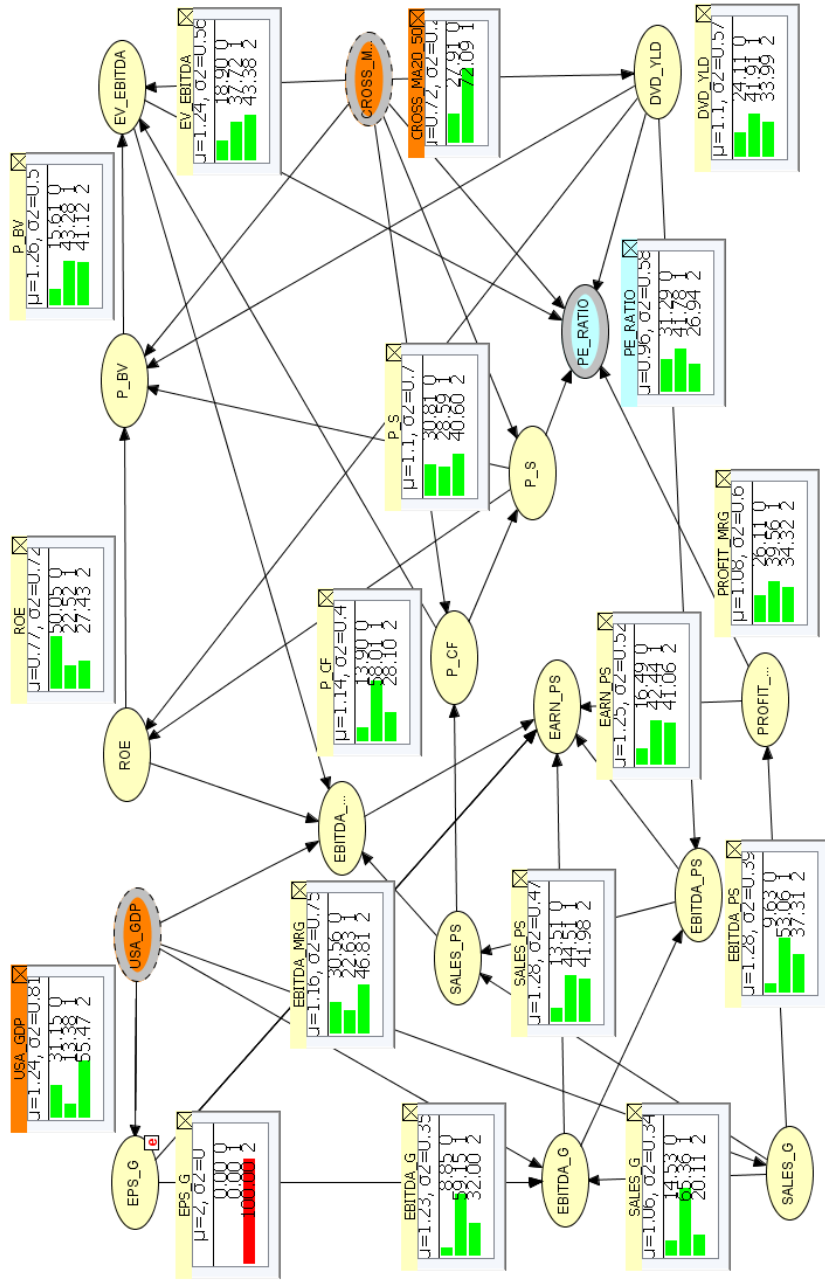 USA_GDP
μ=1.24, σ2=0.81
31.15 0
13.38 1
55.47 2
ROE
μ=0.77, σ2=0.72
50.05 0
22.52 1
27.43 2
P_BV
μ=1.26, σ2=0.5
15.61 0
43.28 1
41.12 2
EPS_G
e
USA_GDP
ROE
P_BV
EV_EBITDA
EPS_G
μ=2, σ2=0
0.00 0
0.00 1
100.00 2
EV_EBITDA
μ=1.24, σ2=0.56
18.90 0
37.72 1
43.38 2
EBITDA_MRG
μ=1.16, σ2=0.75
30.56 0
22.63 1
46.81 2
P_CF
μ=1.14, σ2=0.4
13.90 0
58.01 1
28.10 2
EBITDA_...
CROSS_M...
P_S
μ=1.1, σ2=0.7
30.81 0
28.59 1
40.60 2
EBITDA_G
μ=1.23, σ2=0.35
8.85 0
59.15 1
32.00 2
CROSS_MA20_50
μ=0.72, σ2=0.2
27.91 0
72.09 1
SALES_PS
P_CF
P_S
SALES_PS
μ=1.28, σ2=0.47
13.51 0
44.51 1
41.98 2
EBITDA_G
EARN_PS
PE_RATIO
EARN_PS
μ=1.25, σ2=0.52
16.49 0
42.44 1
41.06 2
PE_RATIO
μ=0.96, σ2=0.58
31.29 0
41.78 1
26.94 2
SALES_G
μ=1.06, σ2=0.34
14.53 0
65.36 1
20.11 2
EBITDA_PS
DVD_YLD
DVD_YLD
μ=1.1, σ2=0.57
24.11 0
41.91 1
33.99 2
PROFIT_MRG
μ=1.08, σ2=0.6
26.11 0
39.56 1
34.32 2
EBITDA_PS
μ=1.28, σ2=0.39
9.63 0
53.06 1
37.31 2
SALES_G
PROFIT_...